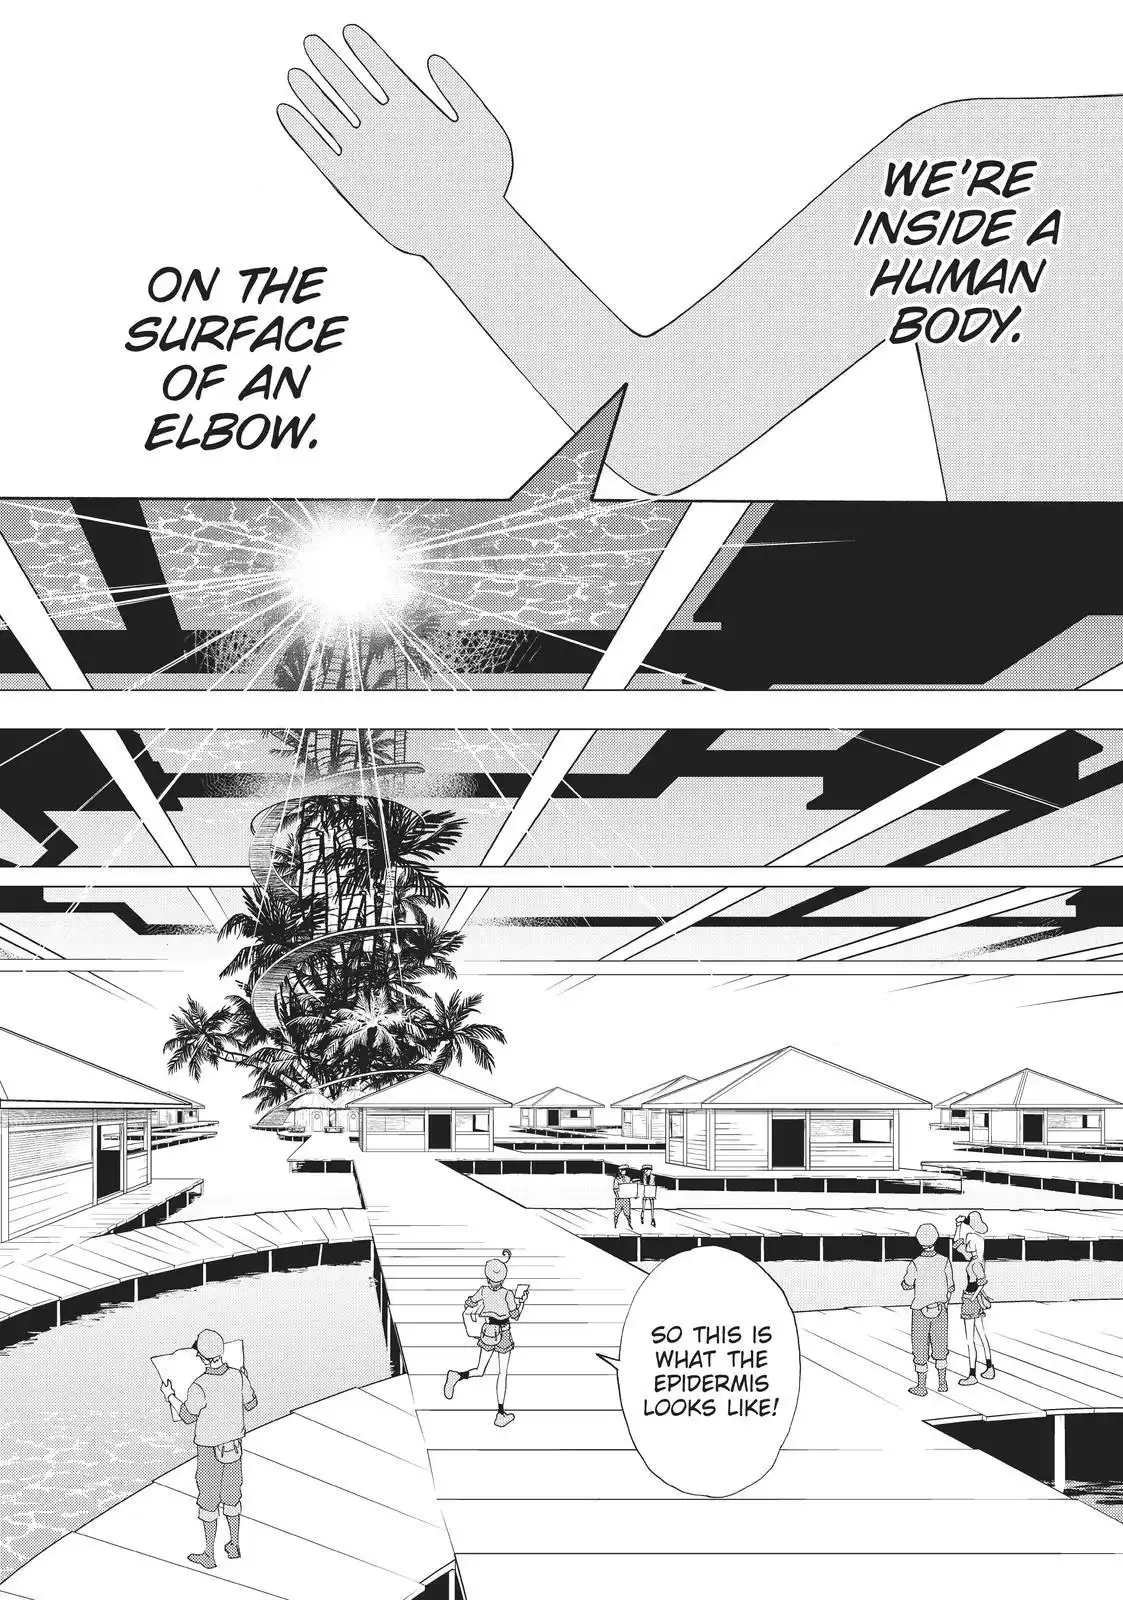 WE'RE
INSIDE A
HUMAN
BODY.
ON THE
SURFACE
OF AN
ELBOW.
SO THIS IS
WHAT THE
EPIDERMIS
LOOKS LIKE!